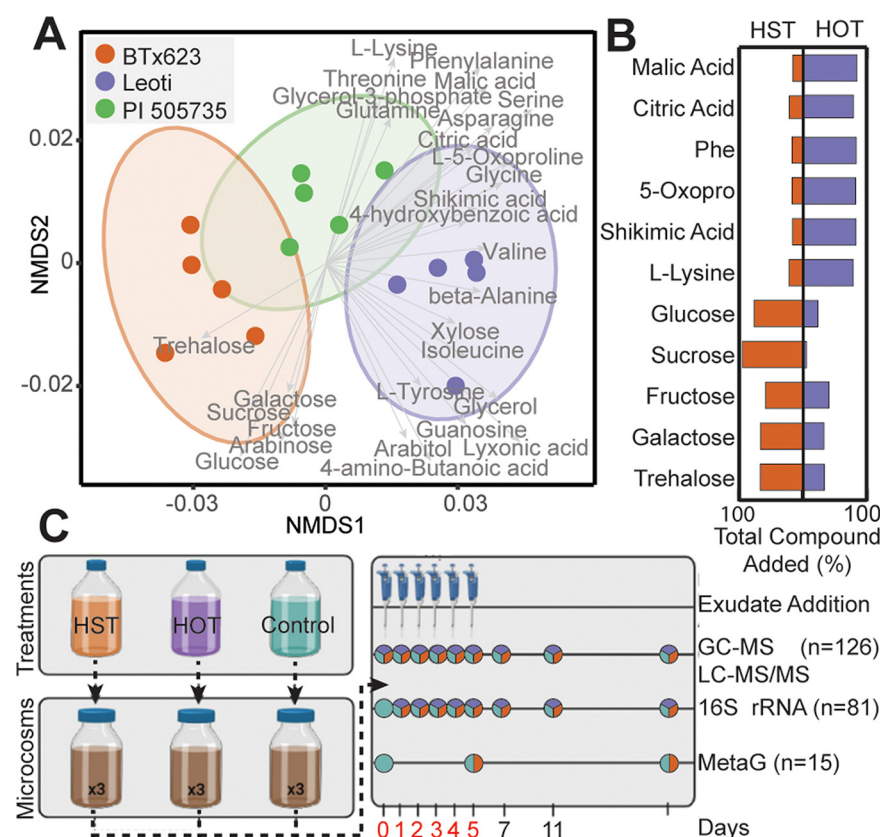 A
BTx623
Leoti
PI 505735
L-Lysine
Phenylalanine
Threonine
Malic acid
Glycerol-3-phosphate
Serine
Glutamine
Asparagine
Citric acid
L-5-Oxoproline
Glycine
Shikimic acid
4-hydroxybenzoic acid
Valine
beta-Alanine
Xylose
Isoleucine
Trehalose
L-Tyrosine
Galactose
Glycerol
Sucrose
Fructose
Guanosine
Arabinose
Arabitol
Lyxonic acid
Glucose
4-amino-Butanoic acid
NMDS2
0.02
0
-0.02
-0.03
0
0.03
NMDS1
B
HST
HOT
Malic Acid
Citric Acid
Phe
5-Oxopro
Shikimic Acid
L-Lysine
Glucose
Sucrose
Fructose
Galactose
Trehalose
100
100
Total Compound
Added (%)
C
Treatments
HST
HOT
Control
Microcosms
x3
x3
x3
Exudate Addition
GC-MS (n=126)
LC-MS/MS
16S rRNA (n=81)
MetaG (n=15)
0 1 2 3 4 5 7 11 Days